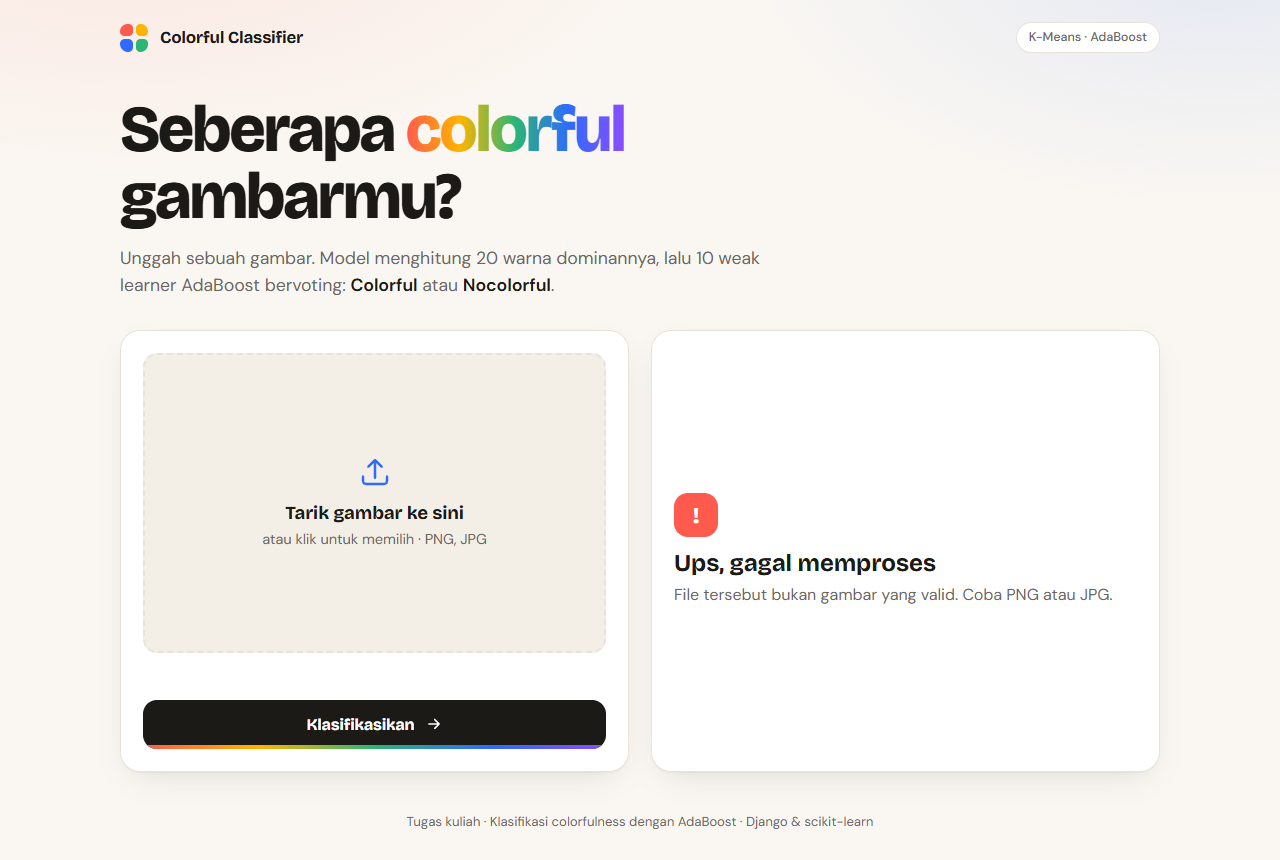 Colorful Classifier
K-Means · AdaBoost
Seberapa colorful
gambarmu?
Unggah sebuah gambar. Model menghitung 20 warna dominannya, lalu 10 weak
learner AdaBoost bervoting: Colorful atau Nocolorful.
Tarik gambar ke sini
atau klik untuk memilih · PNG, JPG
Klasifikasikan →
!
Ups, gagal memproses
File tersebut bukan gambar yang valid. Coba PNG atau JPG.
Tugas kuliah · Klasifikasi colorfulness dengan AdaBoost · Django & scikit-learn